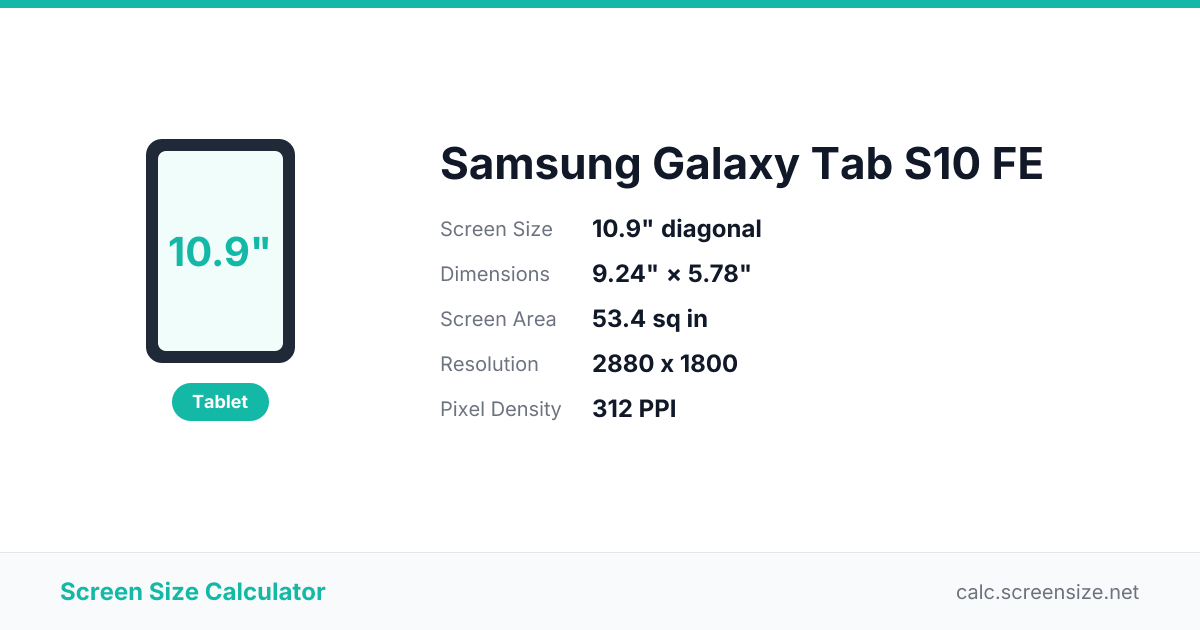 10.9"
Tablet
Samsung Galaxy Tab S10 FE
Screen Size 10.9" diagonal
Dimensions 9.24" × 5.78"
Screen Area 53.4 sq in
Resolution 2880 x 1800
Pixel Density 312 PPI
Screen Size Calculator
calc.screensize.net